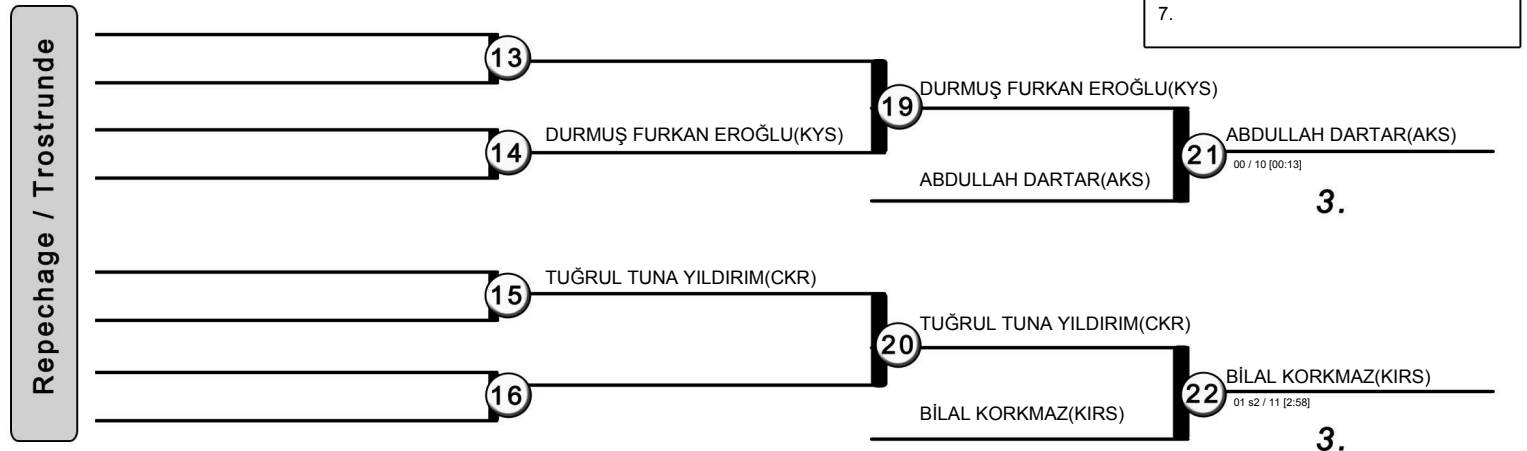 Repechage / Trostrunde
7.
13
DURMUŞ FURKAN EROĞLU(KYS)
19
DURMUŞ FURKAN EROĞLU(KYS)
14
ABDULLAH DARTAR(AKS)
21
ABDULLAH DARTAR(AKS)
00 / 10 [00:13]
3.
TUĞRUL TUNA YILDIRIM(CKR)
15
TUĞRUL TUNA YILDIRIM(CKR)
20
16
BİLAL KORKMAZ(KIRS)
22
BİLAL KORKMAZ(KIRS)
01 s2 / 11 [2:58]
3.